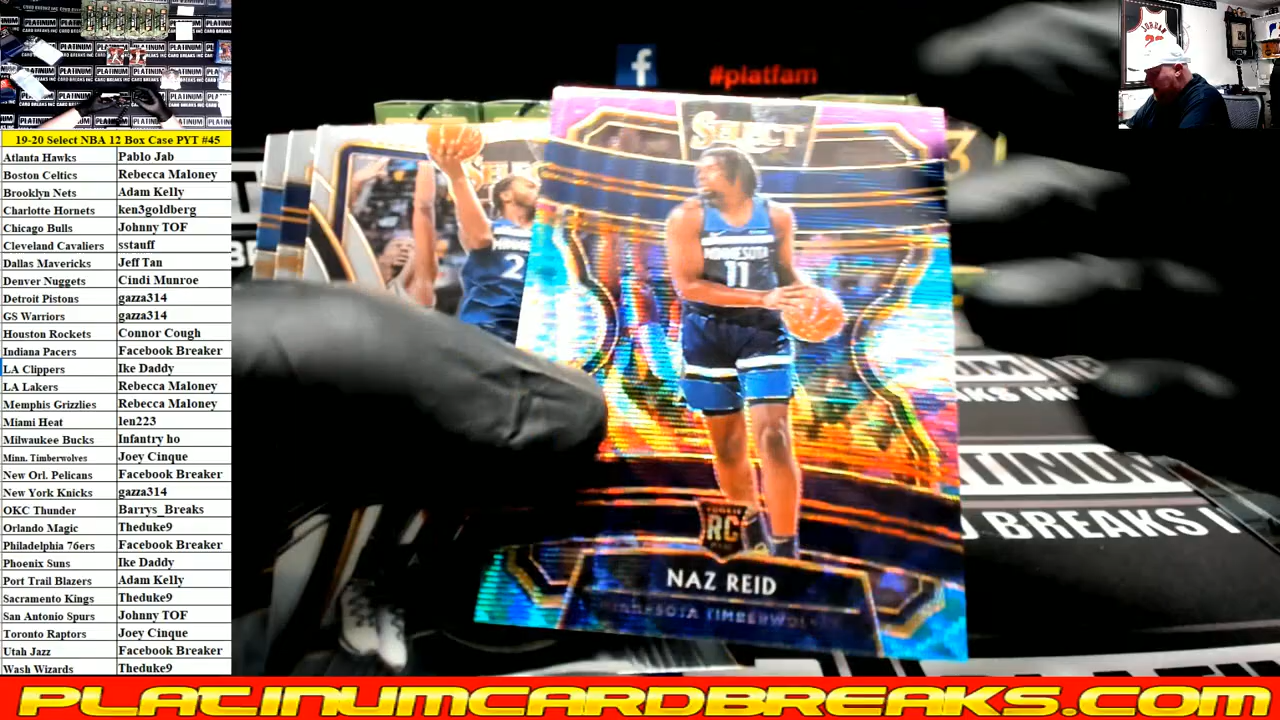 #platfam
JORDAN
19-20 Select NBA 12 Box Case PYT #45
Atlanta Hawks Pablo Jab
Boston Celtics Rebecca Maloney
Brooklyn Nets Adam Kelly
Charlotte Hornets ken3goldberg
Chicago Bulls Johnny TOF
Cleveland Cavaliers sstauff
Dallas Mavericks Jeff Tan
Denver Nuggets Cindi Munroe
Detroit Pistons gazza314
GS Warriors gazza314
Houston Rockets Connor Cough
Indiana Pacers Facebook Breaker
LA Clippers Ike Daddy
LA Lakers Rebecca Maloney
Memphis Grizzlies Rebecca Maloney
Miami Heat len223
Milwaukee Bucks Infantry ho
Minn. Timberwolves Joey Cinque
New Orl. Pelicans Facebook Breaker
New York Knicks gazza314
OKC Thunder Barrys_Breaks
Orlando Magic Theduke9
Philadelphia 76ers Facebook Breaker
Phoenix Suns Ike Daddy
Port Trail Blazers Adam Kelly
Sacramento Kings Theduke9
San Antonio Spurs Johnny TOF
Toronto Raptors Joey Cinque
Utah Jazz Facebook Breaker
Wash Wizards Theduke9
SELECT
MINNESOTA
11
ROOKIE
RC
NAZ REID
MINNESOTA TIMBERWOLVES
PLATINUM
BREAKS
PLATINUMCARDBREAKS.COM